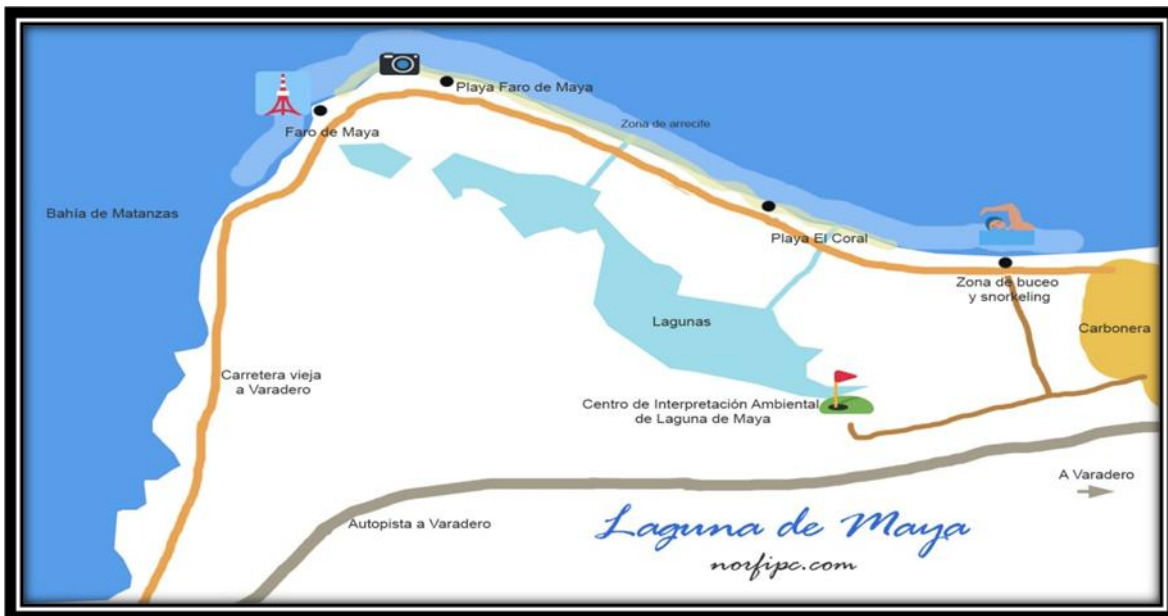 Playa Faro de Maya
Zona de arrecife
Faro de Maya
Bahía de Matanzas
Playa El Coral
Zona de buceo
y snorkeling
Lagunas
Carbonera
Carretera vieja
a Varadero
Centro de Interpretación Ambiental
de Laguna de Maya
A Varadero
Autopista a Varadero
Laguna de Maya
norfipc.com